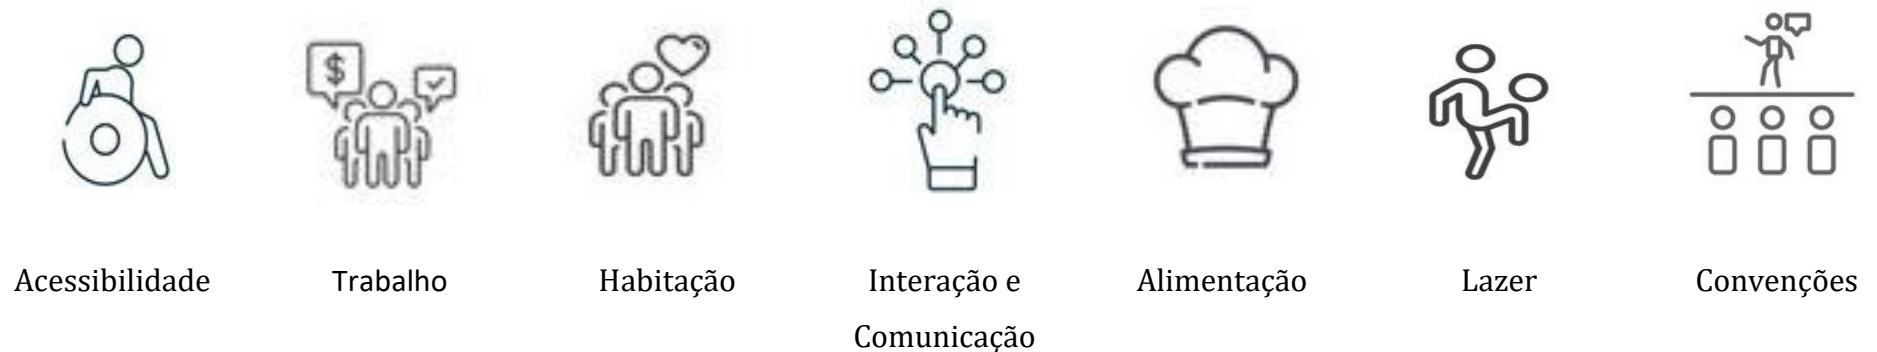 $
Acessibilidade
Trabalho
Habitação
Interação e
Comunicação
Alimentação
Lazer
Convenções